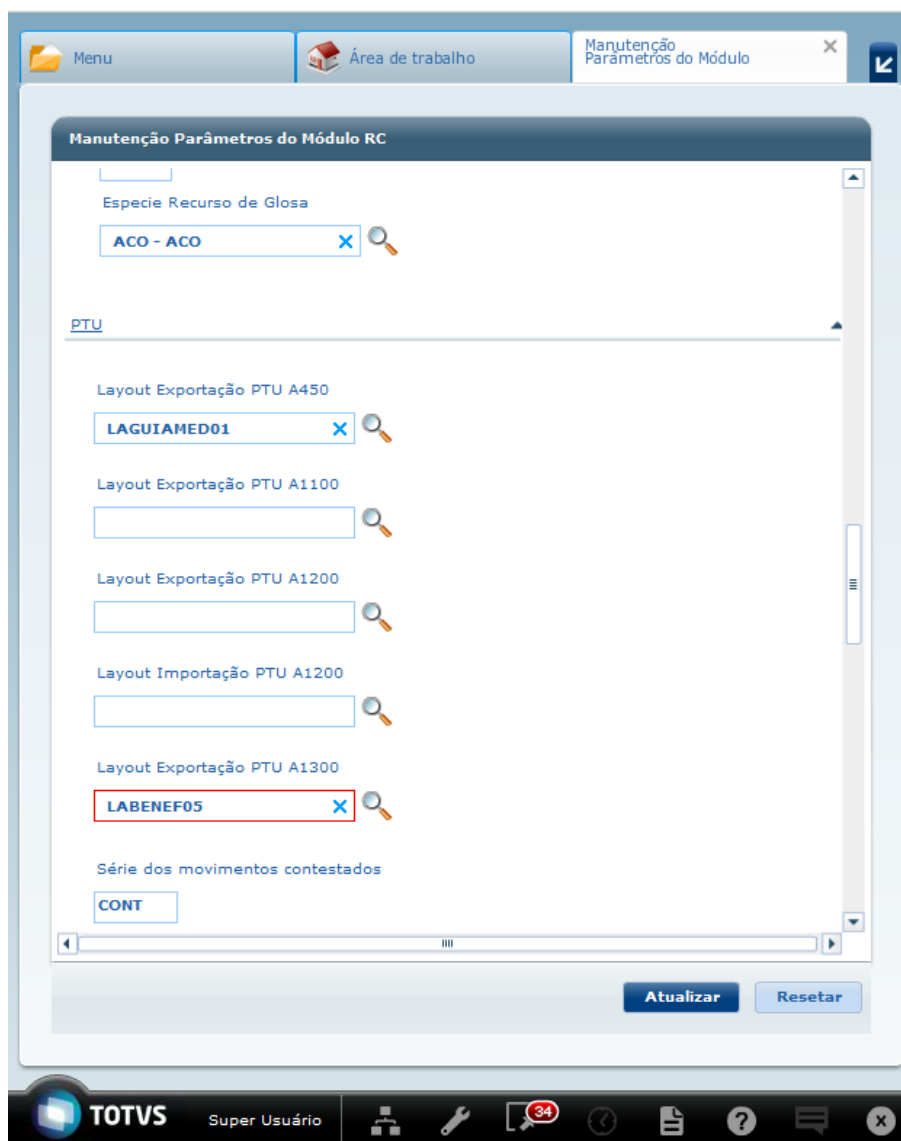 Menu
Área de trabalho
Manutenção
Parâmetros do Módulo
Manutenção Parâmetros do Módulo RC
Especie Recurso de Glosa
ACO - ACO
PTU
Layout Exportação PTU A450
LAGUIAMED01
Layout Exportação PTU A1100
Layout Exportação PTU A1200
Layout Importação PTU A1200
Layout Exportação PTU A1300
LABENEF05
Série dos movimentos contestados
CONT
Atualizar
Resetar
TOTVS
Super Usuário
34